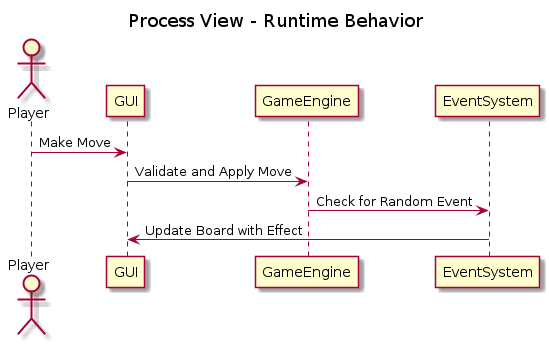 Process View - Runtime Behavior
Player
GUI
GameEngine
EventSystem
Make Move
Validate and Apply Move
Check for Random Event
Update Board with Effect
Player
GUI
GameEngine
EventSystem